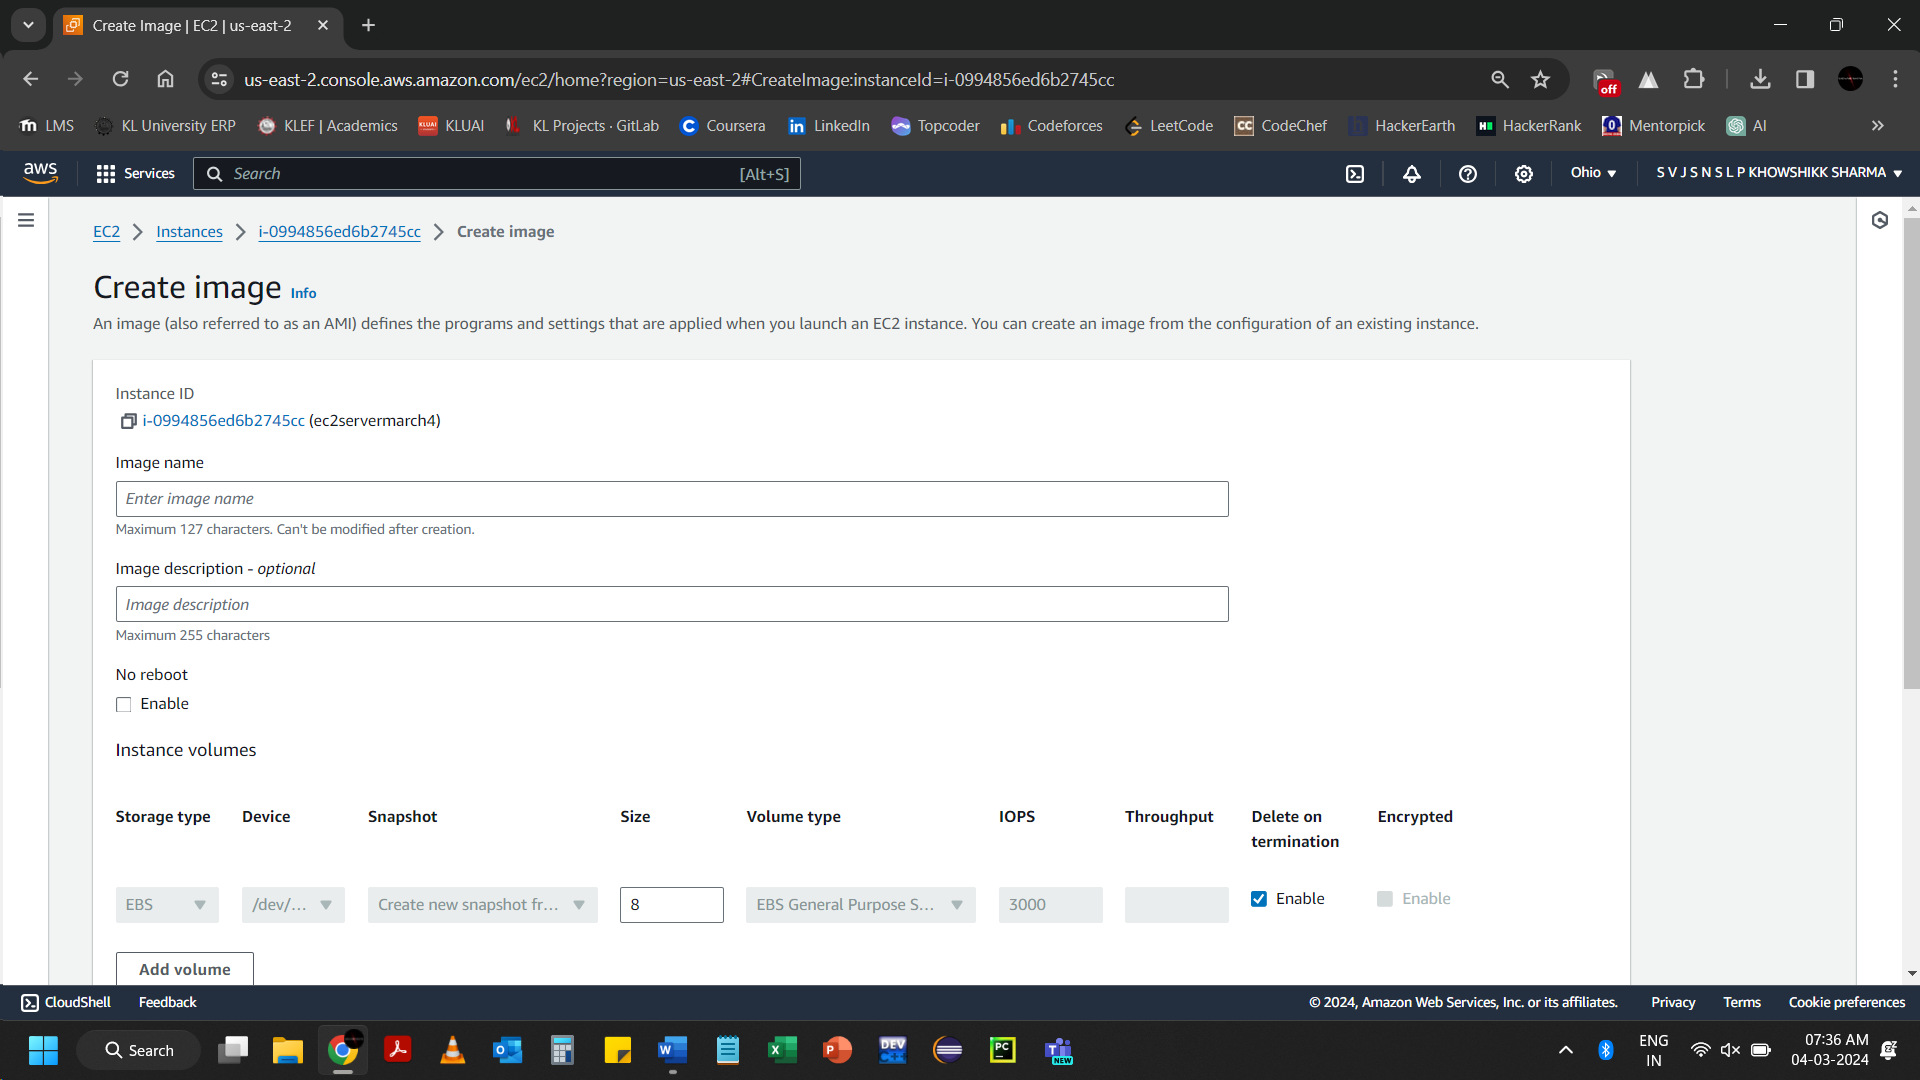 Create Image | EC2 | us-east-2
us-east-2.console.aws.amazon.com/ec2/home?region=us-east-2#CreateImage:instanceId=i-0994856ed6b2745cc
off
LMS
KL University ERP
KLEF | Academics
KLUAI
KL Projects · GitLab
Coursera
LinkedIn
Topcoder
Codeforces
LeetCode
CodeChef
HackerEarth
HackerRank
Mentorpick
AI
aws
Services
Search
[Alt+S]
Ohio
S V J S N S L P KHOWSHIKK SHARMA
EC2
Instances
i-0994856ed6b2745cc
Create image
Create image Info
An image (also referred to as an AMI) defines the programs and settings that are applied when you launch an EC2 instance. You can create an image from the configuration of an existing instance.
Instance ID
i-0994856ed6b2745cc (ec2servermarch4)
Image name
Enter image name
Maximum 127 characters. Can't be modified after creation.
Image description - optional
Image description
Maximum 255 characters
No reboot
Enable
Instance volumes
Storage type Device Snapshot Size Volume type IOPS Throughput Delete on termination Encrypted
EBS /dev/... Create new snapshot fr... 8 EBS General Purpose S... 3000 Enable Enable
Add volume
CloudShell Feedback © 2024, Amazon Web Services, Inc. or its affiliates. Privacy Terms Cookie preferences
Search
DEV
PC
NEW
ENG
IN
07:36 AM
04-03-2024